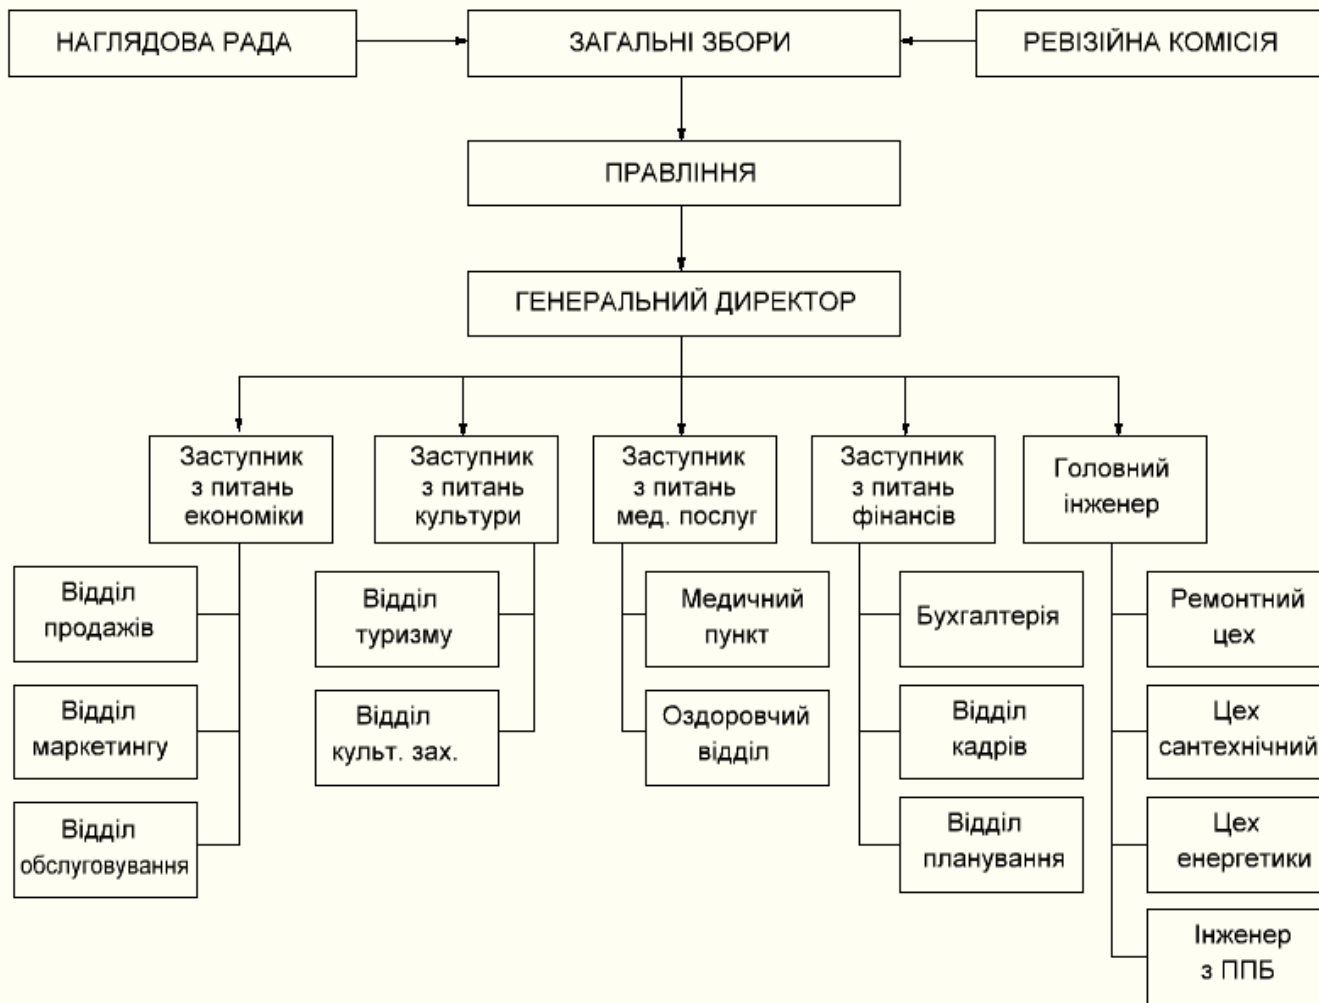 НАГЛЯДОВА РАДА
ЗАГАЛЬНІ ЗБОРИ
РЕВІЗІЙНА КОМІСІЯ
ПРАВЛІННЯ
ГЕНЕРАЛЬНИЙ ДИРЕКТОР
Заступник
з питань
економіки
Заступник
з питань
культури
Заступник
з питань
мед. послуг
Заступник
з питань
фінансів
Головний
інженер
Відділ
продажів
Відділ
маркетингу
Відділ
обслуговування
Відділ
туризму
Відділ
культ. зах.
Медичний
пункт
Оздоровчий
відділ
Бухгалтерія
Відділ
кадрів
Відділ
планування
Ремонтний
цех
Цех
сантехнічний
Цех
енергетики
Інженер
з ППБ